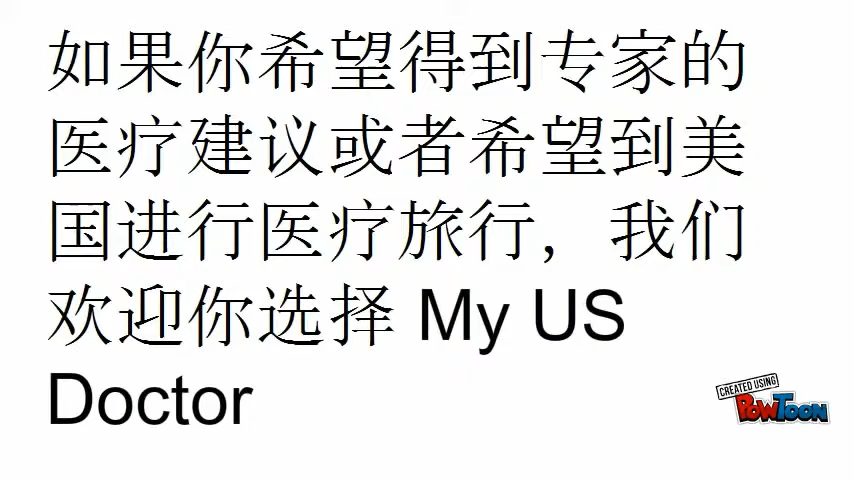 如果你希望得到专家的
医疗建议或者希望到美
国进行医疗旅行，我们
欢迎你选择 My US
Doctor
CREATED USING
POWTOON